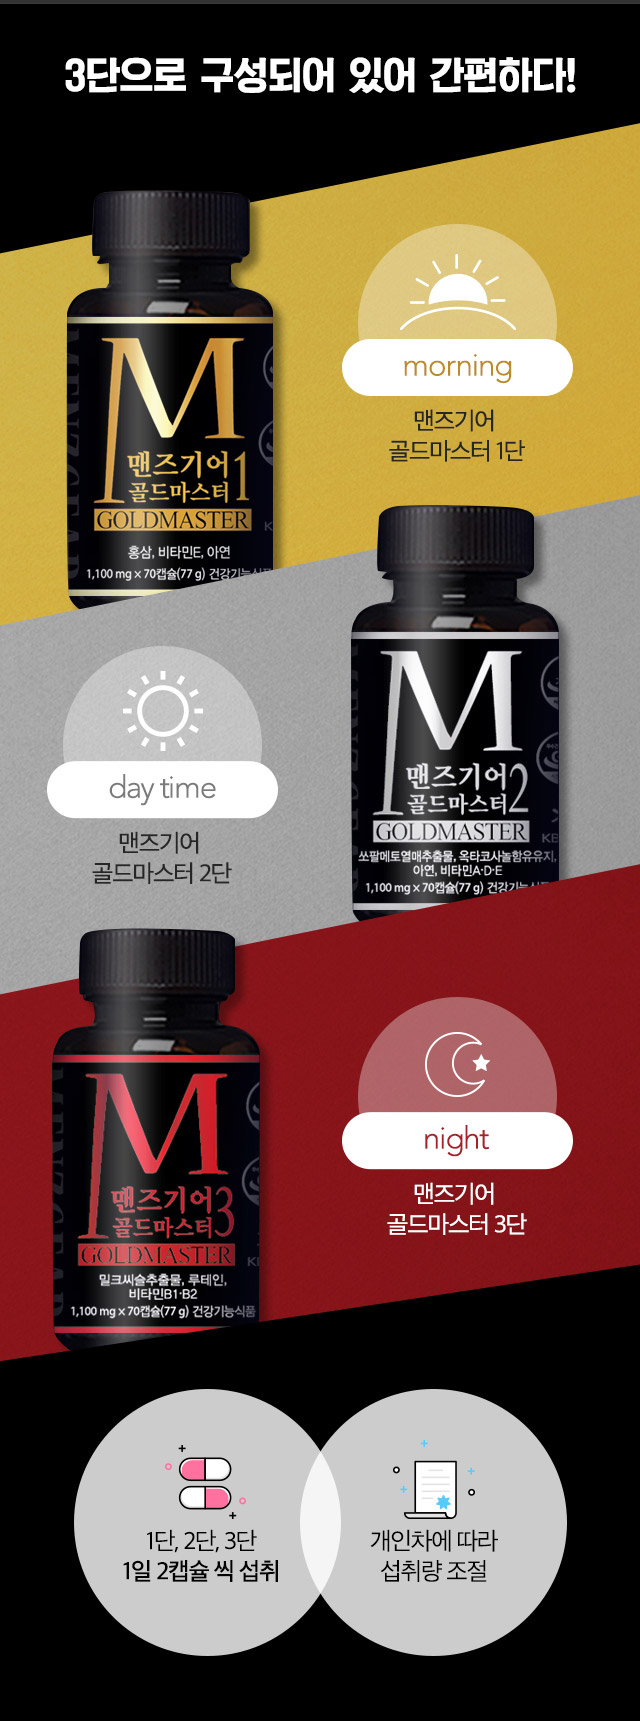 3단으로 구성되어 있어 간편하다!
M
맨즈기어
골드마스터1
GOLDMASTER
홍삼, 비타민E, 아연
1,100 mg × 70캡슐(77 g) 건강기능식품
morning
맨즈기어
골드마스터 1단
M
맨즈기어
골드마스터2
GOLDMASTER
쏘팔메토열매추출물, 옥타코사놀함유유지,
아연, 비타민A·D·E
1,100 mg × 70캡슐(77 g) 건강기능
day time
맨즈기어
골드마스터 2단
M
맨즈기어
골드마스터3
GOLDMASTER
밀크씨슬추출물, 루테인,
비타민B1·B2
1,100 mg × 70캡슐(77 g) 건강기능식품
night
맨즈기어
골드마스터 3단
1단, 2단, 3단
1일 2캡슐 씩 섭취
개인차에 따라
섭취량 조절